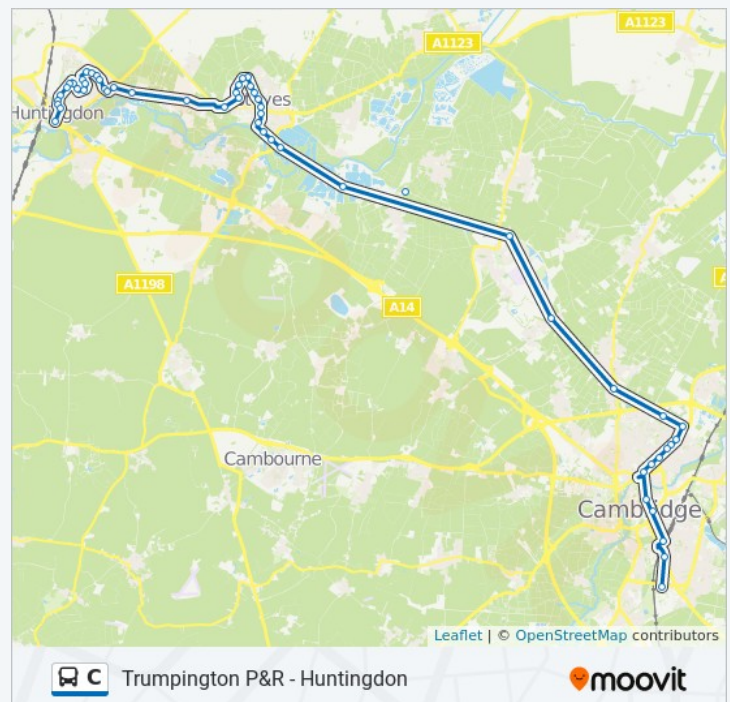 A1123
A1123
Huntingdon
A1198
A14
Cambourne
Cambridge
Leaflet | © OpenStreetMap contributors
C Trumpington P&R - Huntingdon
moovit